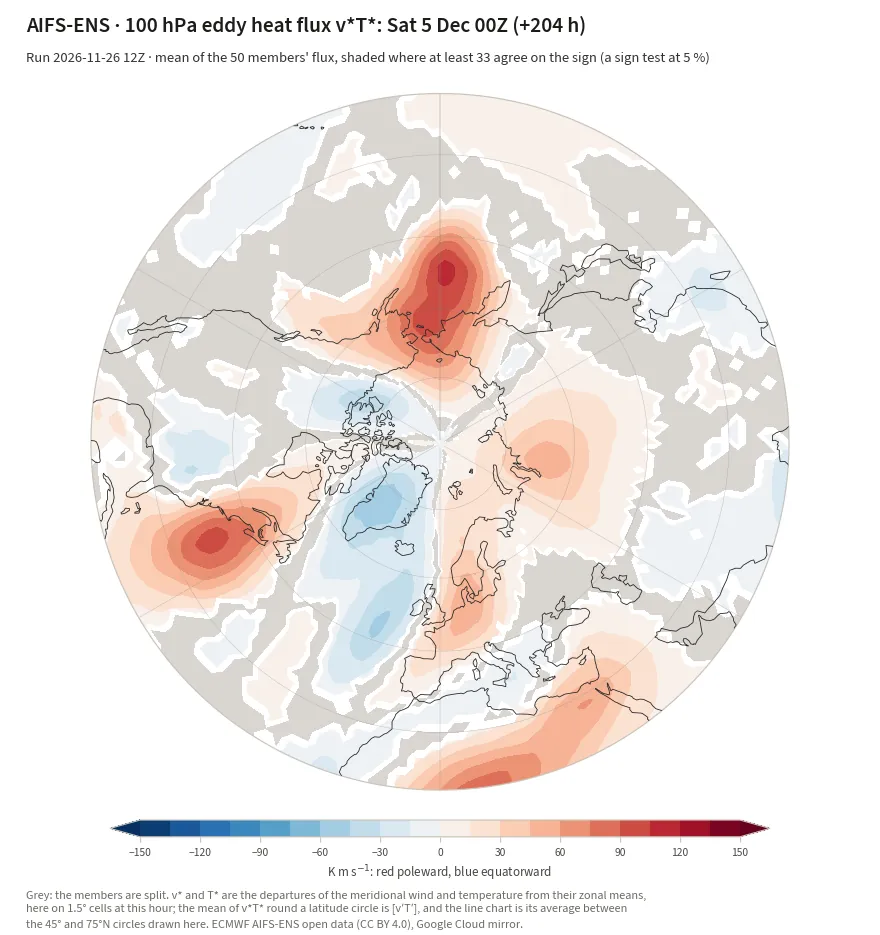 AIFS-ENS · 100 hPa eddy heat flux v*T*: Sat 5 Dec 00Z (+204 h)
Run 2026-11-26 12Z · mean of the 50 members' flux, shaded where at least 33 agree on the sign (a sign test at 5 %)
−150 −120 −90 −60 −30 0 30 60 90 120 150
K m s⁻¹: red poleward, blue equatorward
Grey: the members are split. v* and T* are the departures of the meridional wind and temperature from their zonal means,
here on 1.5° cells at this hour; the mean of v*T* round a latitude circle is [v'T'], and the line chart is its average between
the 45° and 75°N circles drawn here. ECMWF AIFS-ENS open data (CC BY 4.0), Google Cloud mirror.